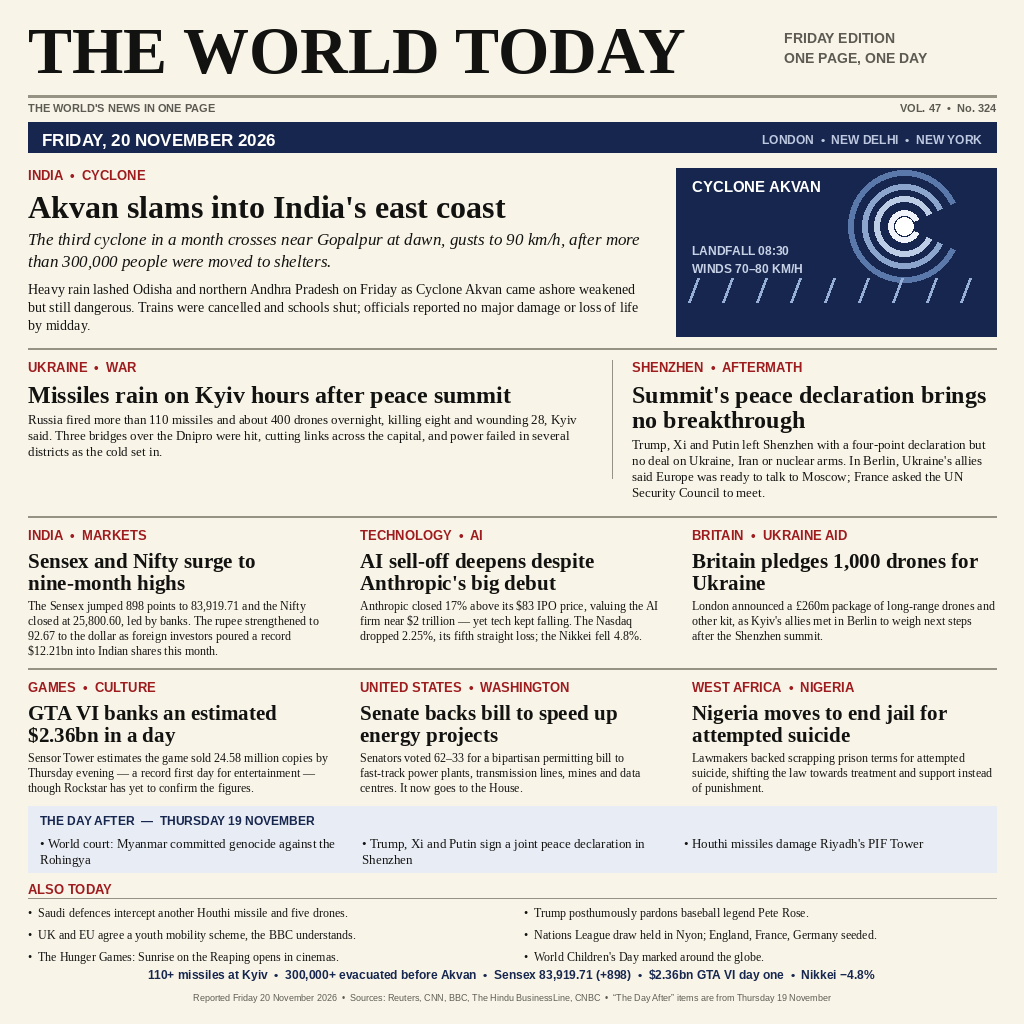 THE WORLD TODAY
FRIDAY EDITION
ONE PAGE, ONE DAY
THE WORLD'S NEWS IN ONE PAGE
VOL. 47 • No. 324
FRIDAY, 20 NOVEMBER 2026
LONDON • NEW DELHI • NEW YORK
INDIA • CYCLONE
Akvan slams into India's east coast
The third cyclone in a month crosses near Gopalpur at dawn, gusts to 90 km/h, after more
than 300,000 people were moved to shelters.
Heavy rain lashed Odisha and northern Andhra Pradesh on Friday as Cyclone Akvan came ashore weakened
but still dangerous. Trains were cancelled and schools shut; officials reported no major damage or loss of life
by midday.
CYCLONE AKVAN
LANDFALL 08:30
WINDS 70–80 KM/H
UKRAINE • WAR
Missiles rain on Kyiv hours after peace summit
Russia fired more than 110 missiles and about 400 drones overnight, killing eight and wounding 28, Kyiv
said. Three bridges over the Dnipro were hit, cutting links across the capital, and power failed in several
districts as the cold set in.
SHENZHEN • AFTERMATH
Summit's peace declaration brings
no breakthrough
Trump, Xi and Putin left Shenzhen with a four-point declaration but
no deal on Ukraine, Iran or nuclear arms. In Berlin, Ukraine's allies
said Europe was ready to talk to Moscow; France asked the UN
Security Council to meet.
INDIA • MARKETS
Sensex and Nifty surge to
nine-month highs
The Sensex jumped 898 points to 83,919.71 and the Nifty
closed at 25,800.60, led by banks. The rupee strengthened to
92.67 to the dollar as foreign investors poured a record
$12.21bn into Indian shares this month.
TECHNOLOGY • AI
AI sell-off deepens despite
Anthropic's big debut
Anthropic closed 17% above its $83 IPO price, valuing the AI
firm near $2 trillion — yet tech kept falling. The Nasdaq
dropped 2.25%, its fifth straight loss; the Nikkei fell 4.8%.
BRITAIN • UKRAINE AID
Britain pledges 1,000 drones for
Ukraine
London announced a £260m package of long-range drones and
other kit, as Kyiv's allies met in Berlin to weigh next steps
after the Shenzhen summit.
GAMES • CULTURE
GTA VI banks an estimated
$2.36bn in a day
Sensor Tower estimates the game sold 24.58 million copies by
Thursday evening — a record first day for entertainment —
though Rockstar has yet to confirm the figures.
UNITED STATES • WASHINGTON
Senate backs bill to speed up
energy projects
Senators voted 62–33 for a bipartisan permitting bill to
fast-track power plants, transmission lines, mines and data
centres. It now goes to the House.
WEST AFRICA • NIGERIA
Nigeria moves to end jail for
attempted suicide
Lawmakers backed scrapping prison terms for attempted
suicide, shifting the law towards treatment and support instead
of punishment.
THE DAY AFTER — THURSDAY 19 NOVEMBER
• World court: Myanmar committed genocide against the
Rohingya
• Trump, Xi and Putin sign a joint peace declaration in
Shenzhen
• Houthi missiles damage Riyadh's PIF Tower
ALSO TODAY
• Saudi defences intercept another Houthi missile and five drones.
• Trump posthumously pardons baseball legend Pete Rose.
• UK and EU agree a youth mobility scheme, the BBC understands.
• Nations League draw held in Nyon; England, France, Germany seeded.
• The Hunger Games: Sunrise on the Reaping opens in cinemas.
• World Children's Day marked around the globe.
110+ missiles at Kyiv • 300,000+ evacuated before Akvan • Sensex 83,919.71 (+898) • $2.36bn GTA VI day one • Nikkei −4.8%
Reported Friday 20 November 2026 • Sources: Reuters, CNN, BBC, The Hindu BusinessLine, CNBC • “The Day After” items are from Thursday 19 November